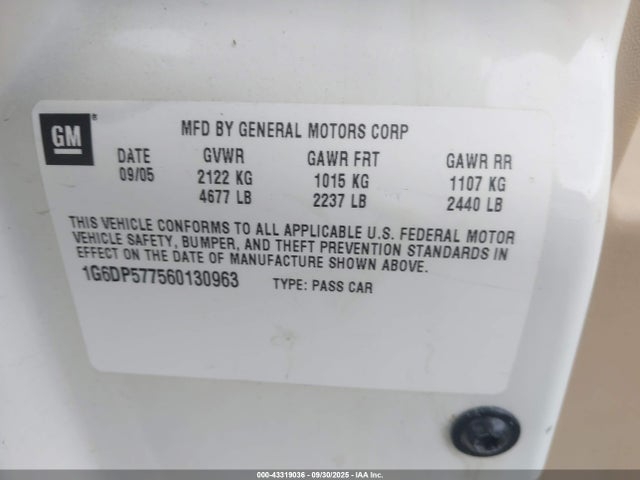 GM®
MFD BY GENERAL MOTORS CORP
DATE GVWR GAWR FRT GAWR RR
09/05 2122 KG 1015 KG 1107 KG
4677 LB 2237 LB 2440 LB
THIS VEHICLE CONFORMS TO ALL APPLICABLE U.S. FEDERAL MOTOR
VEHICLE SAFETY, BUMPER, AND THEFT PREVENTION STANDARDS IN
EFFECT ON THE DATE OF MANUFACTURE SHOWN ABOVE.
1G6DP577560130963 TYPE: PASS CAR
000-43319036 - 09/30/2025 - IAA Inc.